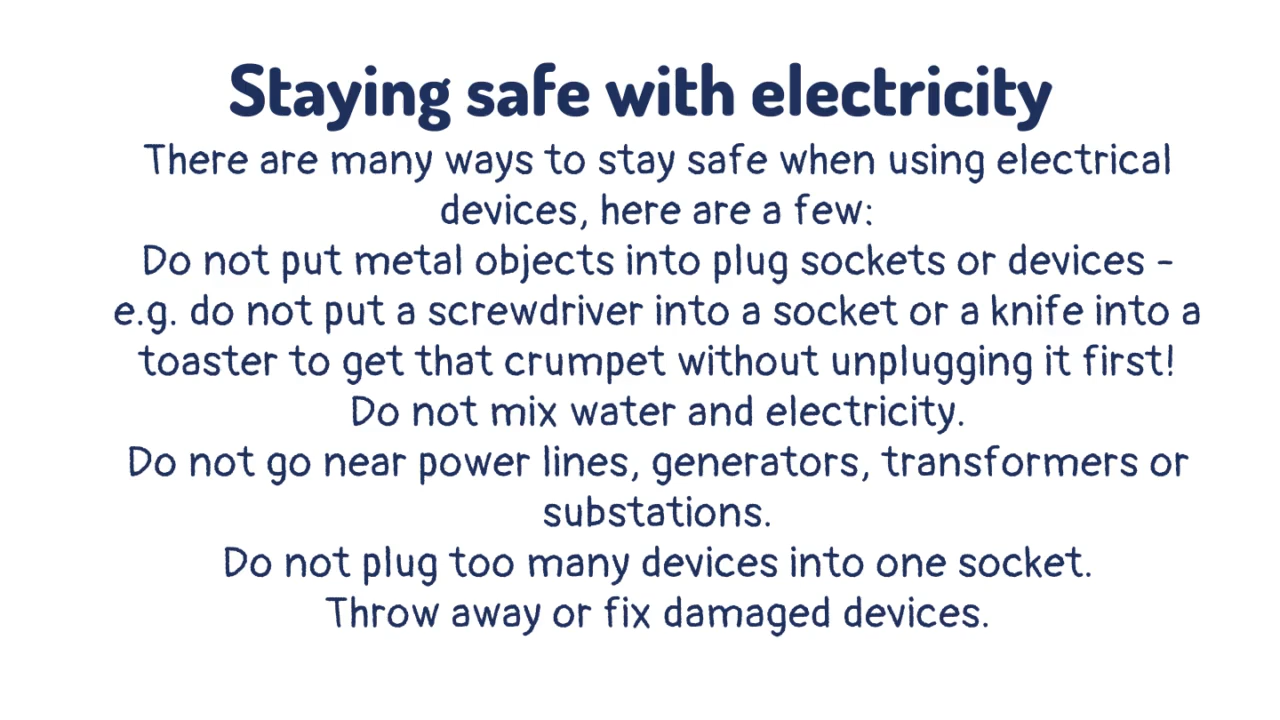 Staying safe with electricity
There are many ways to stay safe when using electrical
devices, here are a few:
Do not put metal objects into plug sockets or devices -
e.g. do not put a screwdriver into a socket or a knife into a
toaster to get that crumpet without unplugging it first!
Do not mix water and electricity.
Do not go near power lines, generators, transformers or
substations.
Do not plug too many devices into one socket.
Throw away or fix damaged devices.